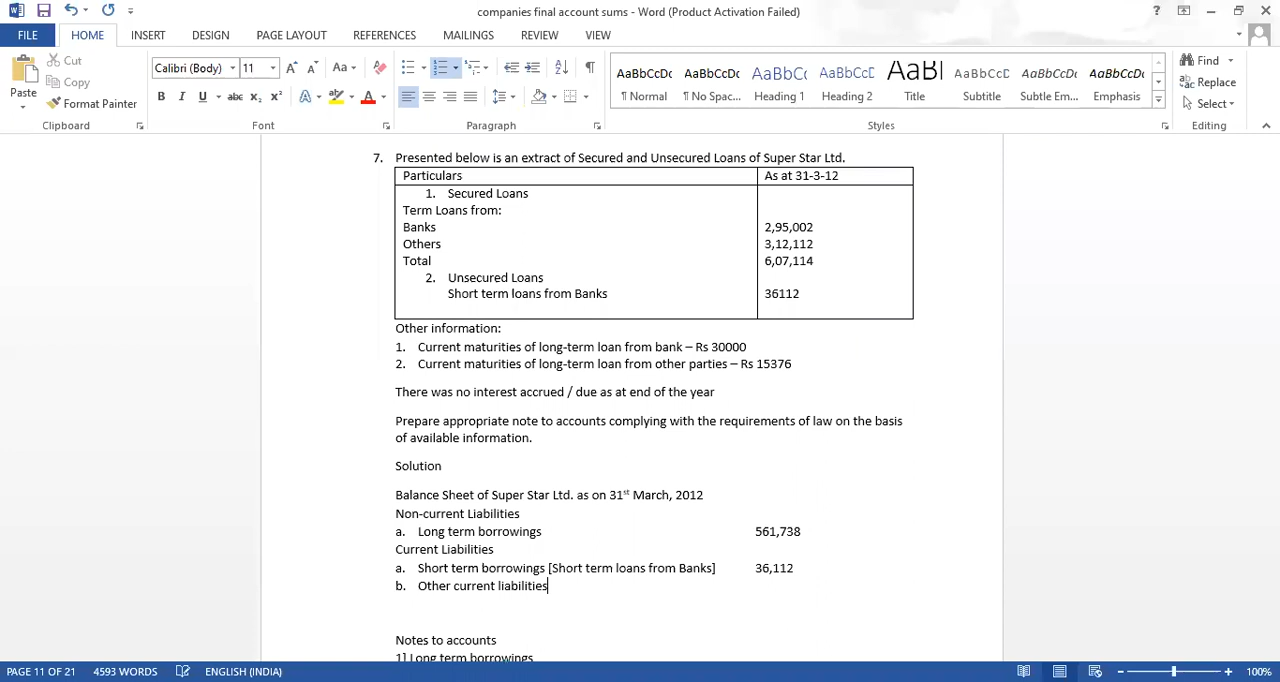 companies final account sums - Word (Product Activation Failed)
FILE HOME INSERT DESIGN PAGE LAYOUT REFERENCES MAILINGS REVIEW VIEW
Paste Cut
Copy
Format Painter
Clipboard
Calibri (Body) 11 Aa
B I U abc x₂ x² A A
Font
Paragraph
AaBbCcDc AaBbCcDc AaBbCc AaBbCcC AaBl AaBbCcD AaBbCcDc AaBbCcDc
¶ Normal ¶ No Spac... Heading 1 Heading 2 Title Subtitle Subtle Em... Emphasis
Styles
Find
Replace
Select
Editing
7. Presented below is an extract of Secured and Unsecured Loans of Super Star Ltd.
Particulars As at 31-3-12
1. Secured Loans
Term Loans from:
Banks 2,95,002
Others 3,12,112
Total 6,07,114
2. Unsecured Loans
Short term loans from Banks 36112
Other information:
1. Current maturities of long-term loan from bank – Rs 30000
2. Current maturities of long-term loan from other parties – Rs 15376
There was no interest accrued / due as at end of the year
Prepare appropriate note to accounts complying with the requirements of law on the basis
of available information.
Solution
Balance Sheet of Super Star Ltd. as on 31st March, 2012
Non-current Liabilities
a. Long term borrowings 561,738
Current Liabilities
a. Short term borrowings [Short term loans from Banks] 36,112
b. Other current liabilities
Notes to accounts
1] Long term borrowings
PAGE 11 OF 21 4593 WORDS ENGLISH (INDIA) 100%